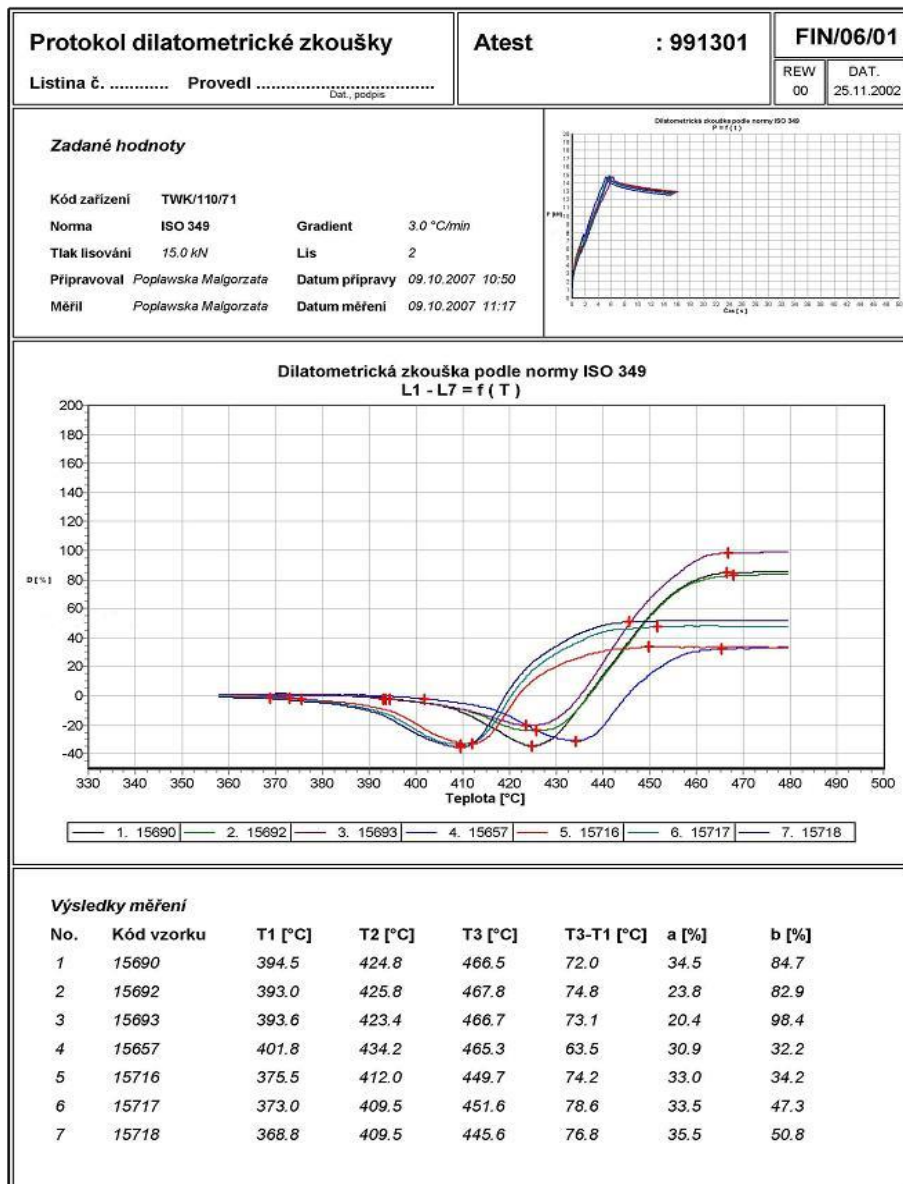 Protokol dilatometrické zkoušky
Listina č. ............ Provedl ....................................
Dat., podpis
Atest : 991301
FIN/06/01
REW 00
DAT. 25.11.2002
Zadané hodnoty
Kód zařízení TWK/110/71
Norma ISO 349 Gradient 3.0 °C/min
Tlak lisování 15.0 kN Lis 2
Připravoval Poplawska Malgorzata Datum přípravy 09.10.2007 10:50
Měřil Poplawska Malgorzata Datum měření 09.10.2007 11:17
Dilatometrická zkouška podle normy ISO 349
P = f ( t )
Čas [ s ]
Dilatometrická zkouška podle normy ISO 349
L1 - L7 = f ( T )
200
180
160
140
120
100
80
60
40
20
0
-20
-40
D [ % ]
330 340 350 360 370 380 390 400 410 420 430 440 450 460 470 480 490 500
Teplota [°C]
1. 15690 2. 15692 3. 15693 4. 15657 5. 15716 6. 15717 7. 15718
Výsledky měření
No. Kód vzorku T1 [°C] T2 [°C] T3 [°C] T3-T1 [°C] a [%] b [%]
1 15690 394.5 424.8 466.5 72.0 34.5 84.7
2 15692 393.0 425.8 467.8 74.8 23.8 82.9
3 15693 393.6 423.4 466.7 73.1 20.4 98.4
4 15657 401.8 434.2 465.3 63.5 30.9 32.2
5 15716 375.5 412.0 449.7 74.2 33.0 34.2
6 15717 373.0 409.5 451.6 78.6 33.5 47.3
7 15718 368.8 409.5 445.6 76.8 35.5 50.8